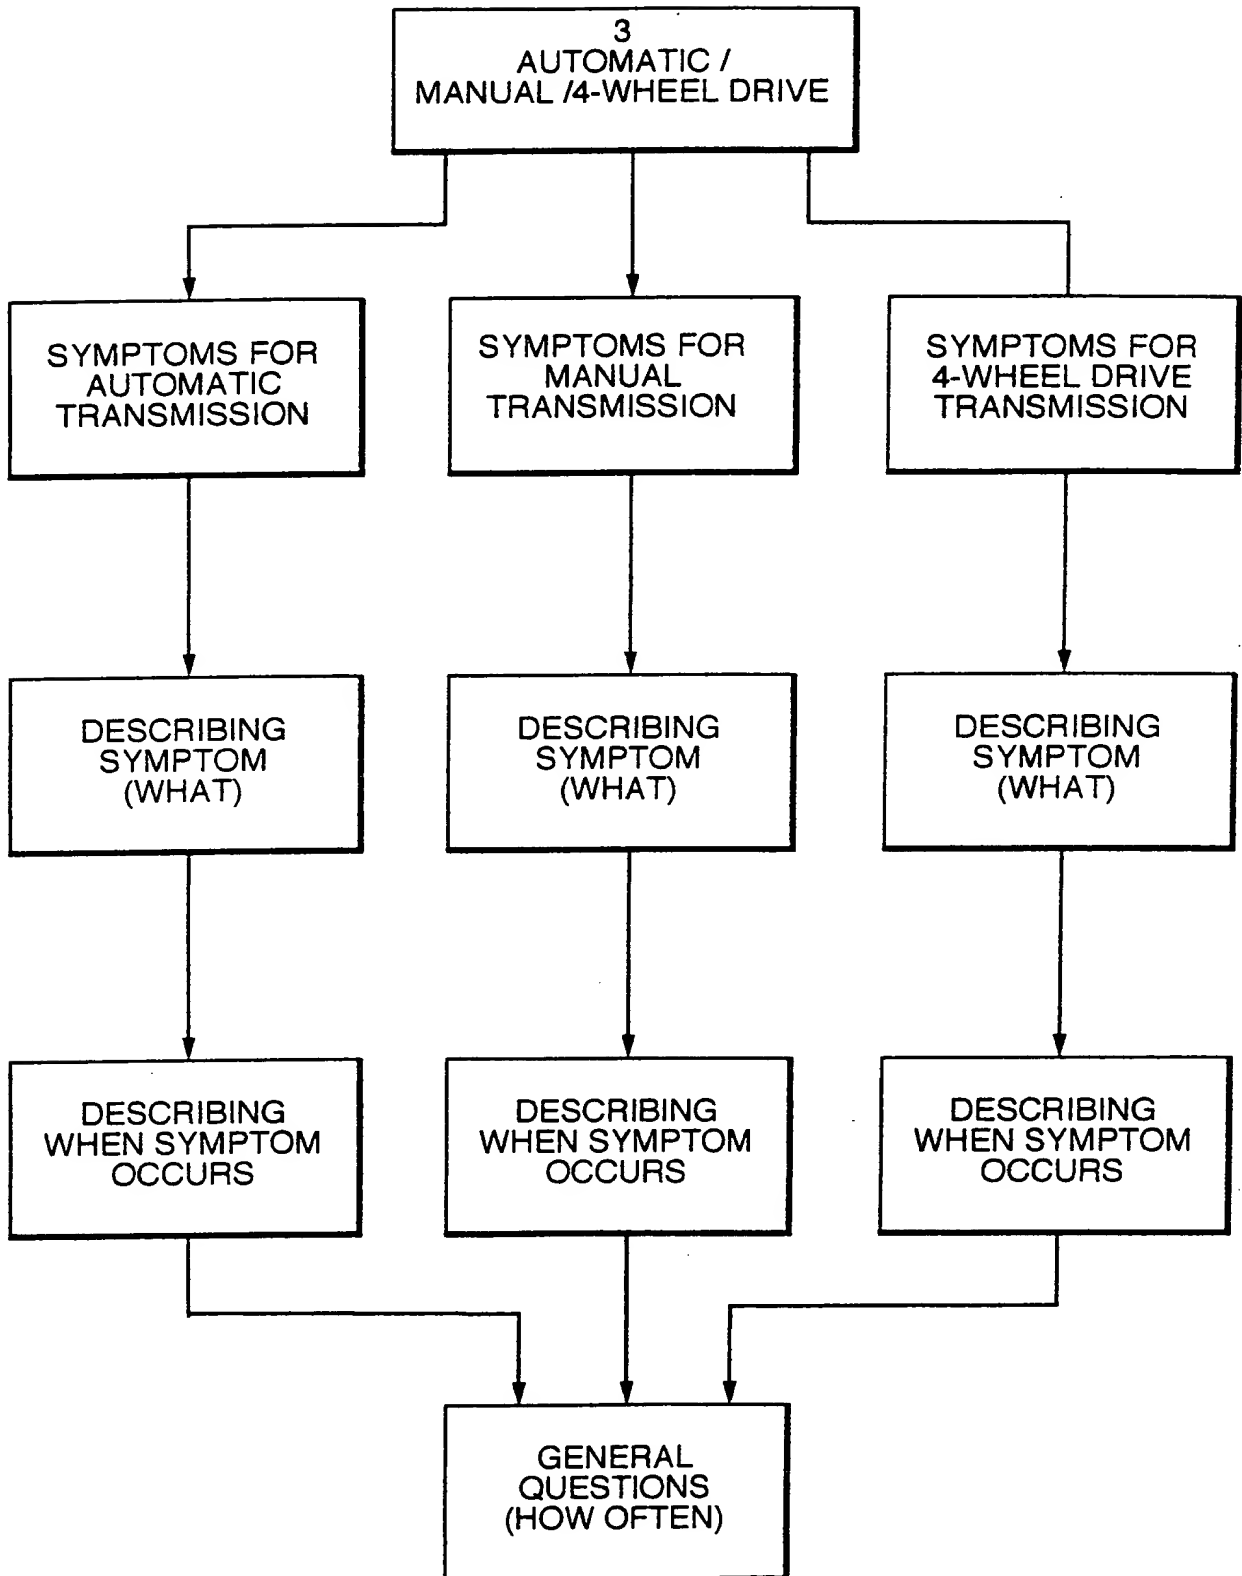 3
AUTOMATIC /
MANUAL /4-WHEEL DRIVE
SYMPTOMS FOR
AUTOMATIC
TRANSMISSION
SYMPTOMS FOR
MANUAL
TRANSMISSION
SYMPTOMS FOR
4-WHEEL DRIVE
TRANSMISSION
DESCRIBING
SYMPTOM
(WHAT)
DESCRIBING
SYMPTOM
(WHAT)
DESCRIBING
SYMPTOM
(WHAT)
DESCRIBING
WHEN SYMPTOM
OCCURS
DESCRIBING
WHEN SYMPTOM
OCCURS
DESCRIBING
WHEN SYMPTOM
OCCURS
GENERAL
QUESTIONS
(HOW OFTEN)